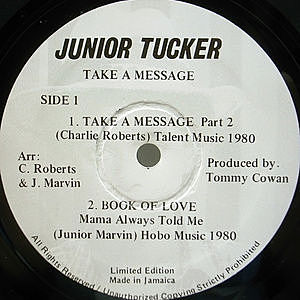 JUNIOR TUCKER
TAKE A MESSAGE
SIDE 1
1. TAKE A MESSAGE Part 2
(Charlie Roberts) Talent Music 1980
Arr:
C. Roberts
& J. Marvin
Produced by:
Tommy Cowan
2. BOOK OF LOVE
Mama Always Told Me
(Junior Marvin) Hobo Music 1980
Limited Edition
Made in Jamaica
All Rights Reserved / Unauthorized Copying Strictly Prohibited